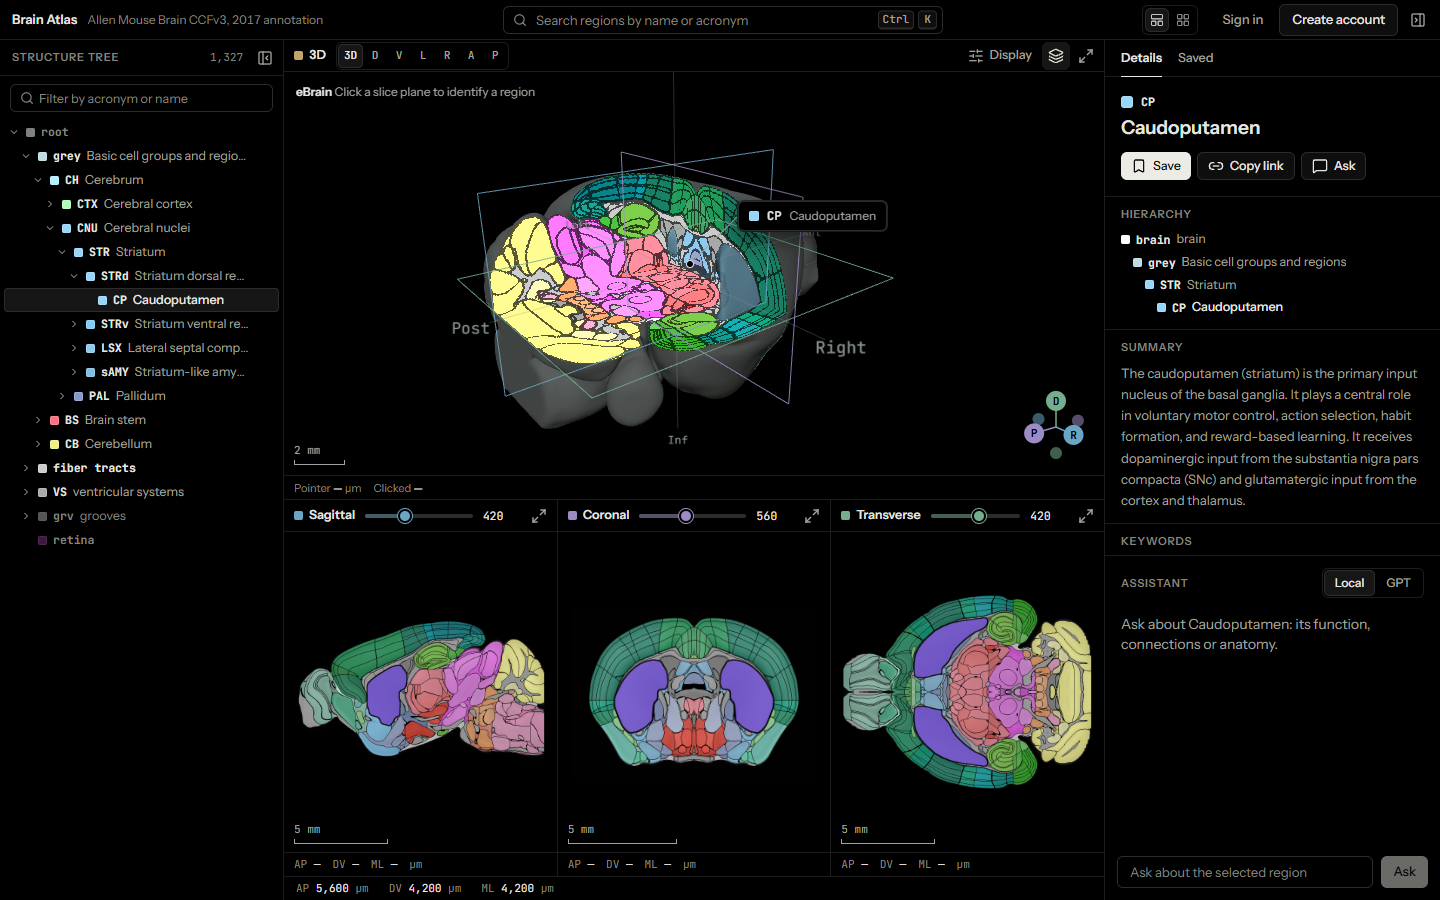 Brain Atlas Allen Mouse Brain CCFv3, 2017 annotation
Search regions by name or acronym Ctrl K
Sign in Create account
STRUCTURE TREE 1,327
Filter by acronym or name
root
grey Basic cell groups and regio...
CH Cerebrum
CTX Cerebral cortex
CNU Cerebral nuclei
STR Striatum
STRd Striatum dorsal re...
CP Caudoputamen
STRv Striatum ventral re...
LSX Lateral septal comp...
sAMY Striatum-like amy...
PAL Pallidum
BS Brain stem
CB Cerebellum
fiber tracts
VS ventricular systems
grv grooves
retina
3D 3D D V L R A P Display
eBrain Click a slice plane to identify a region
CP Caudoputamen
Post
Right
Inf
D
P R
2 mm
Pointer — µm Clicked —
Sagittal 420
Coronal 560
Transverse 420
5 mm
5 mm
5 mm
AP — DV — ML — µm
AP — DV — ML — µm
AP — DV — ML — µm
AP 5,600 µm DV 4,200 µm ML 4,200 µm
Details Saved
CP
Caudoputamen
Save Copy link Ask
HIERARCHY
brain brain
grey Basic cell groups and regions
STR Striatum
CP Caudoputamen
SUMMARY
The caudoputamen (striatum) is the primary input
nucleus of the basal ganglia. It plays a central role
in voluntary motor control, action selection, habit
formation, and reward-based learning. It receives
dopaminergic input from the substantia nigra pars
compacta (SNc) and glutamatergic input from the
cortex and thalamus.
KEYWORDS
ASSISTANT Local GPT
Ask about Caudoputamen: its function,
connections or anatomy.
Ask about the selected region Ask